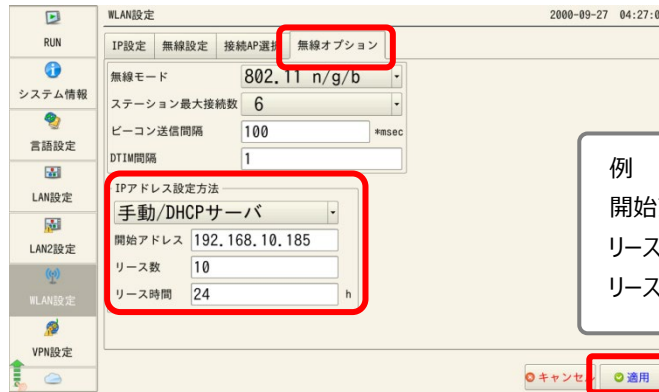 WLAN設定
2000-09-27 04:27:0
RUN
システム情報
言語設定
LAN設定
LAN2設定
WLAN設定
VPN設定
IP設定 無線設定 接続AP選択 無線オプション
無線モード 802.11 n/g/b
ステーション最大接続数 6
ビーコン送信間隔 100 *msec
DTIM間隔 1
IPアドレス設定方法
手動/DHCPサーバ
開始アドレス 192.168.10.185
リース数 10
リース時間 24 h
例
開始
リース
リース
キャンセル 適用